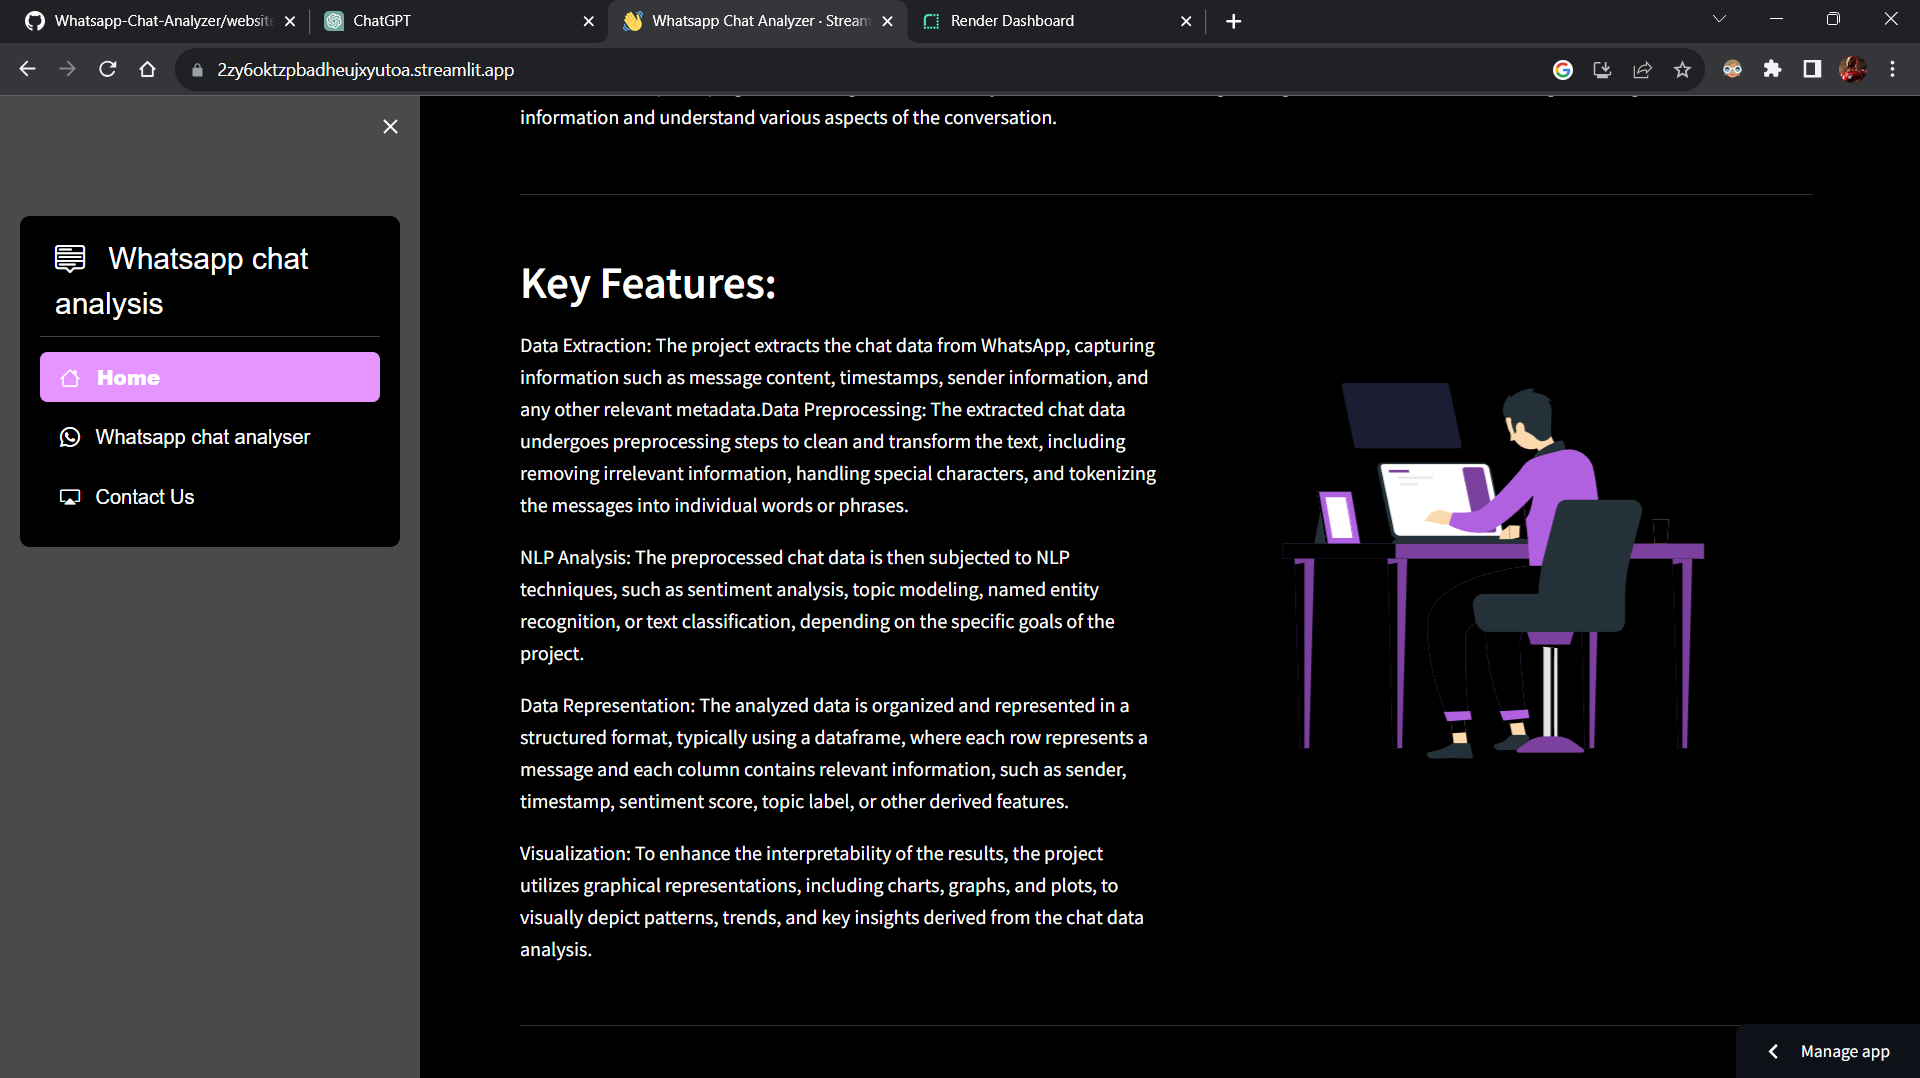 Whatsapp-Chat-Analyzer/website
ChatGPT
Whatsapp Chat Analyzer · Stream
Render Dashboard
2zy6oktzpbadheujxyutoa.streamlit.app
Whatsapp chat
analysis
Home
Whatsapp chat analyser
Contact Us
information and understand various aspects of the conversation.
Key Features:
Data Extraction: The project extracts the chat data from WhatsApp, capturing
information such as message content, timestamps, sender information, and
any other relevant metadata.Data Preprocessing: The extracted chat data
undergoes preprocessing steps to clean and transform the text, including
removing irrelevant information, handling special characters, and tokenizing
the messages into individual words or phrases.
NLP Analysis: The preprocessed chat data is then subjected to NLP
techniques, such as sentiment analysis, topic modeling, named entity
recognition, or text classification, depending on the specific goals of the
project.
Data Representation: The analyzed data is organized and represented in a
structured format, typically using a dataframe, where each row represents a
message and each column contains relevant information, such as sender,
timestamp, sentiment score, topic label, or other derived features.
Visualization: To enhance the interpretability of the results, the project
utilizes graphical representations, including charts, graphs, and plots, to
visually depict patterns, trends, and key insights derived from the chat data
analysis.
Manage app